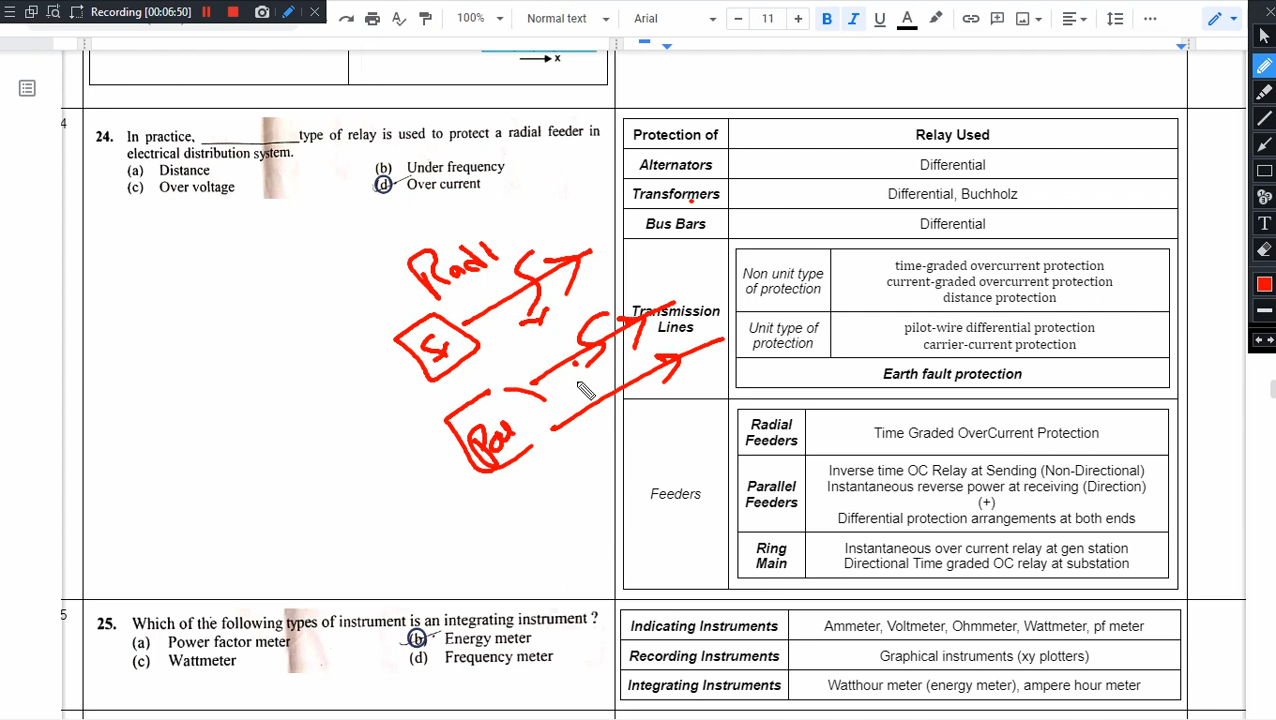 Recording 00:06:50
100% Normal text Arial 11 B I U A
x
4
24. In practice, ____________ type of relay is used to protect a radial feeder in
electrical distribution system.
(a) Distance (b) Under frequency
(c) Over voltage (d) Over current
Protection of Relay Used
Alternators Differential
Transformers Differential, Buchholz
Bus Bars Differential
Transmission Lines
Non unit type of protection
time-graded overcurrent protection
current-graded overcurrent protection
distance protection
Unit type of protection
pilot-wire differential protection
carrier-current protection
Earth fault protection
Feeders
Radial Feeders
Time Graded OverCurrent Protection
Parallel Feeders
Inverse time OC Relay at Sending (Non-Directional)
Instantaneous reverse power at receiving (Direction)
(+)
Differential protection arrangements at both ends
Ring Main
Instantaneous over current relay at gen station
Directional Time graded OC relay at substation
5
25. Which of the following types of instrument is an integrating instrument ?
(a) Power factor meter (b) Energy meter
(c) Wattmeter (d) Frequency meter
Indicating Instruments Ammeter, Voltmeter, Ohmmeter, Wattmeter, pf meter
Recording Instruments Graphical instruments (xy plotters)
Integrating Instruments Watthour meter (energy meter), ampere hour meter